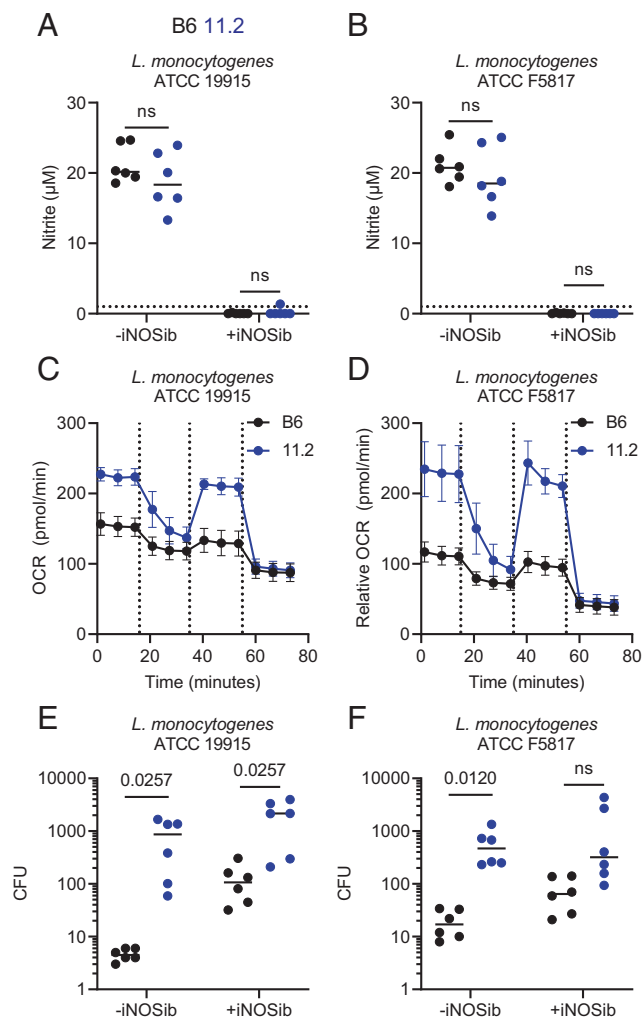 A
B6 11.2
L. monocytogenes
ATCC 19915
Nitrite (µM)
30
20
10
0
ns
ns
-iNOSib
+iNOSib
B
L. monocytogenes
ATCC F5817
Nitrite (µM)
30
20
10
0
ns
ns
-iNOSib
+iNOSib
C
L. monocytogenes
ATCC 19915
B6
11.2
OCR (pmol/min)
300
200
100
0
0 20 40 60 80
Time (minutes)
D
L. monocytogenes
ATCC F5817
B6
11.2
Relative OCR (pmol/min)
300
200
100
0
0 20 40 60 80
Time (minutes)
E
L. monocytogenes
ATCC 19915
CFU
10000
1000
100
10
1
0.0257
0.0257
-iNOSib
+iNOSib
F
L. monocytogenes
ATCC F5817
CFU
10000
1000
100
10
1
0.0120
ns
-iNOSib
+iNOSib